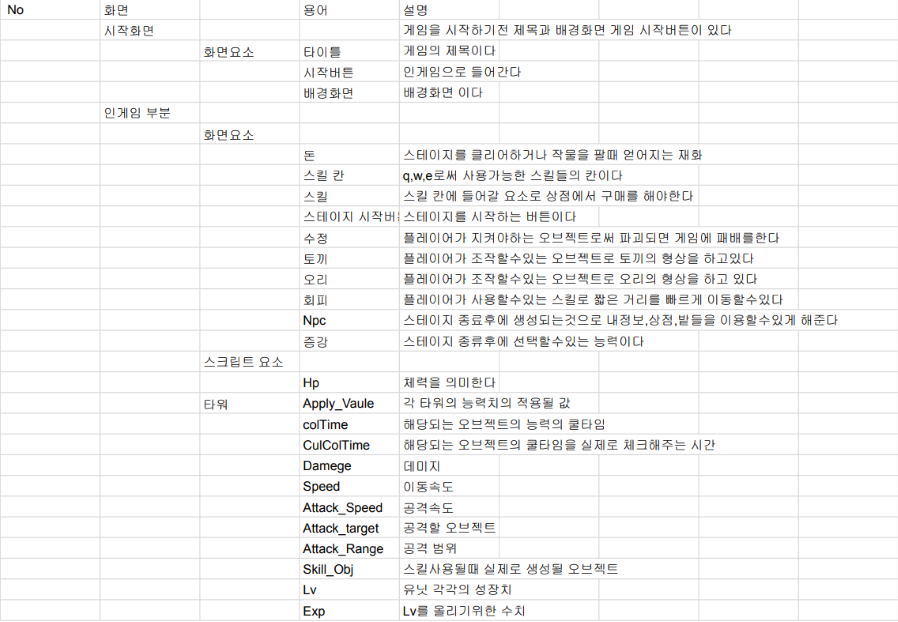 No 화면 용어 설명
시작화면 게임을 시작하기전 제목과 배경화면 게임 시작버튼이 있다
화면요소 타이틀 게임의 제목이다
시작버튼 인게임으로 들어간다
배경화면 배경화면 이다
인게임 부분
화면요소
돈 스테이지를 클리어하거나 작물을 팔때 얻어지는 재화
스킬 칸 q,w,e로써 사용가능한 스킬들의 칸이다
스킬 스킬 칸에 들어갈 요소로 상점에서 구매를 해야한다
스테이지 시작버 스테이지를 시작하는 버튼이다
수정 플레이어가 지켜야하는 오브젝트로써 파괴되면 게임에 패배를한다
토끼 플레이어가 조작할수있는 오브젝트로 토끼의 형상을 하고있다
오리 플레이어가 조작할수있는 오브젝트로 오리의 형상을 하고 있다
회피 플레이어가 사용할수있는 스킬로 짧은 거리를 빠르게 이동할수있다
Npc 스테이지 종료후에 생성되는것으로 내정보,상점,밭들을 이용할수있게 해준다
증강 스테이지 종류후에 선택할수있는 능력이다
스크립트 요소
Hp 체력을 의미한다
타워 Apply_Vaule 각 타워의 능력치의 적용될 값
colTime 해당되는 오브젝트의 능력의 쿨타임
CulColTime 해당되는 오브젝트의 쿨타임을 실제로 체크해주는 시간
Damege 데미지
Speed 이동속도
Attack_Speed 공격속도
Attack_target 공격할 오브젝트
Attack_Range 공격 범위
Skill_Obj 스킬사용될때 실제로 생성될 오브젝트
Lv 유닛 각각의 성장치
Exp Lv를 올리기위한 수치